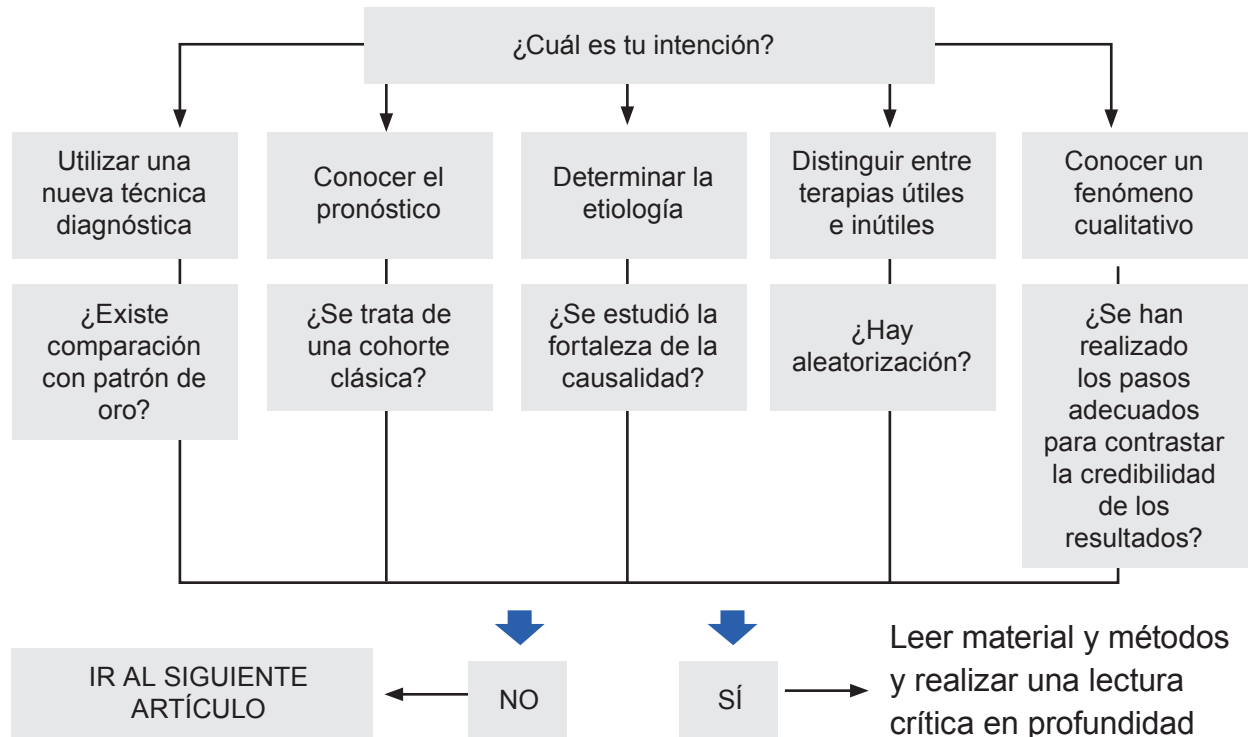 ¿Cuál es tu intención?
Utilizar una
nueva técnica
diagnóstica
Conocer el
pronóstico
Determinar la
etiología
Distinguir entre
terapias útiles
e inútiles
Conocer un
fenómeno
cualitativo
¿Existe
comparación
con patrón de
oro?
¿Se trata de
una cohorte
clásica?
¿Se estudió la
fortaleza de la
causalidad?
¿Hay
aleatorización?
¿Se han
realizado
los pasos
adecuados
para contrastar
la credibilidad
de los
resultados?
IR AL SIGUIENTE
ARTÍCULO
NO
SÍ
Leer material y métodos
y realizar una lectura
crítica en profundidad